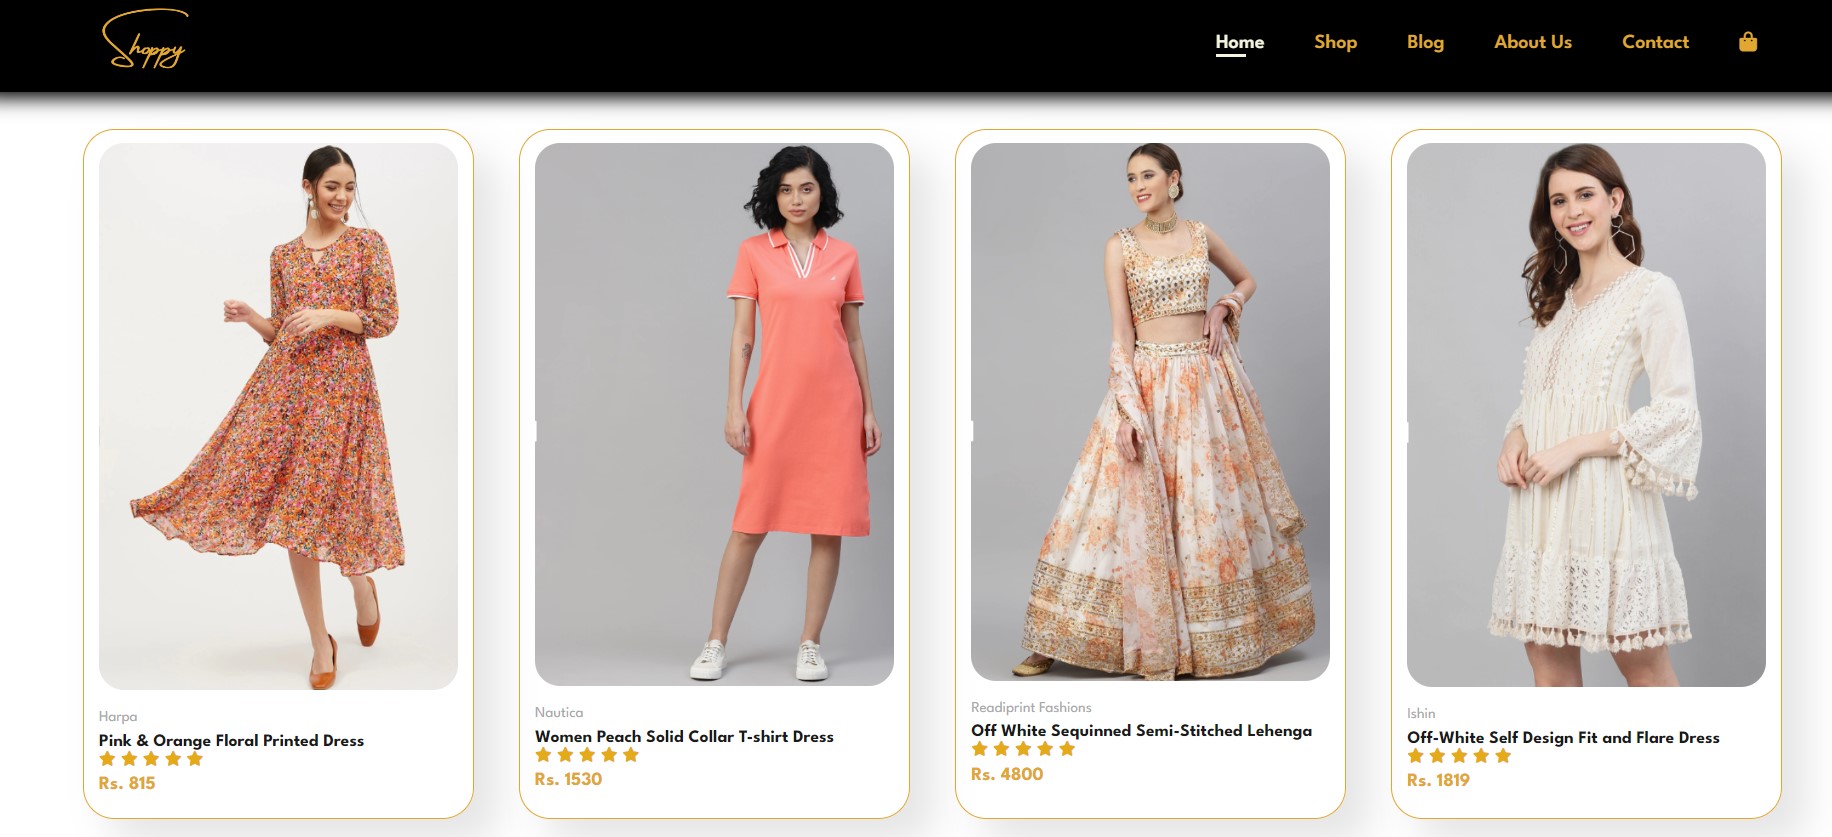 Shoppy
Home Shop Blog About Us Contact
Harpa
Pink & Orange Floral Printed Dress
Rs. 815
Nautica
Women Peach Solid Collar T-shirt Dress
Rs. 1530
Readiprint Fashions
Off White Sequinned Semi-Stitched Lehenga
Rs. 4800
Ishin
Off-White Self Design Fit and Flare Dress
Rs. 1819